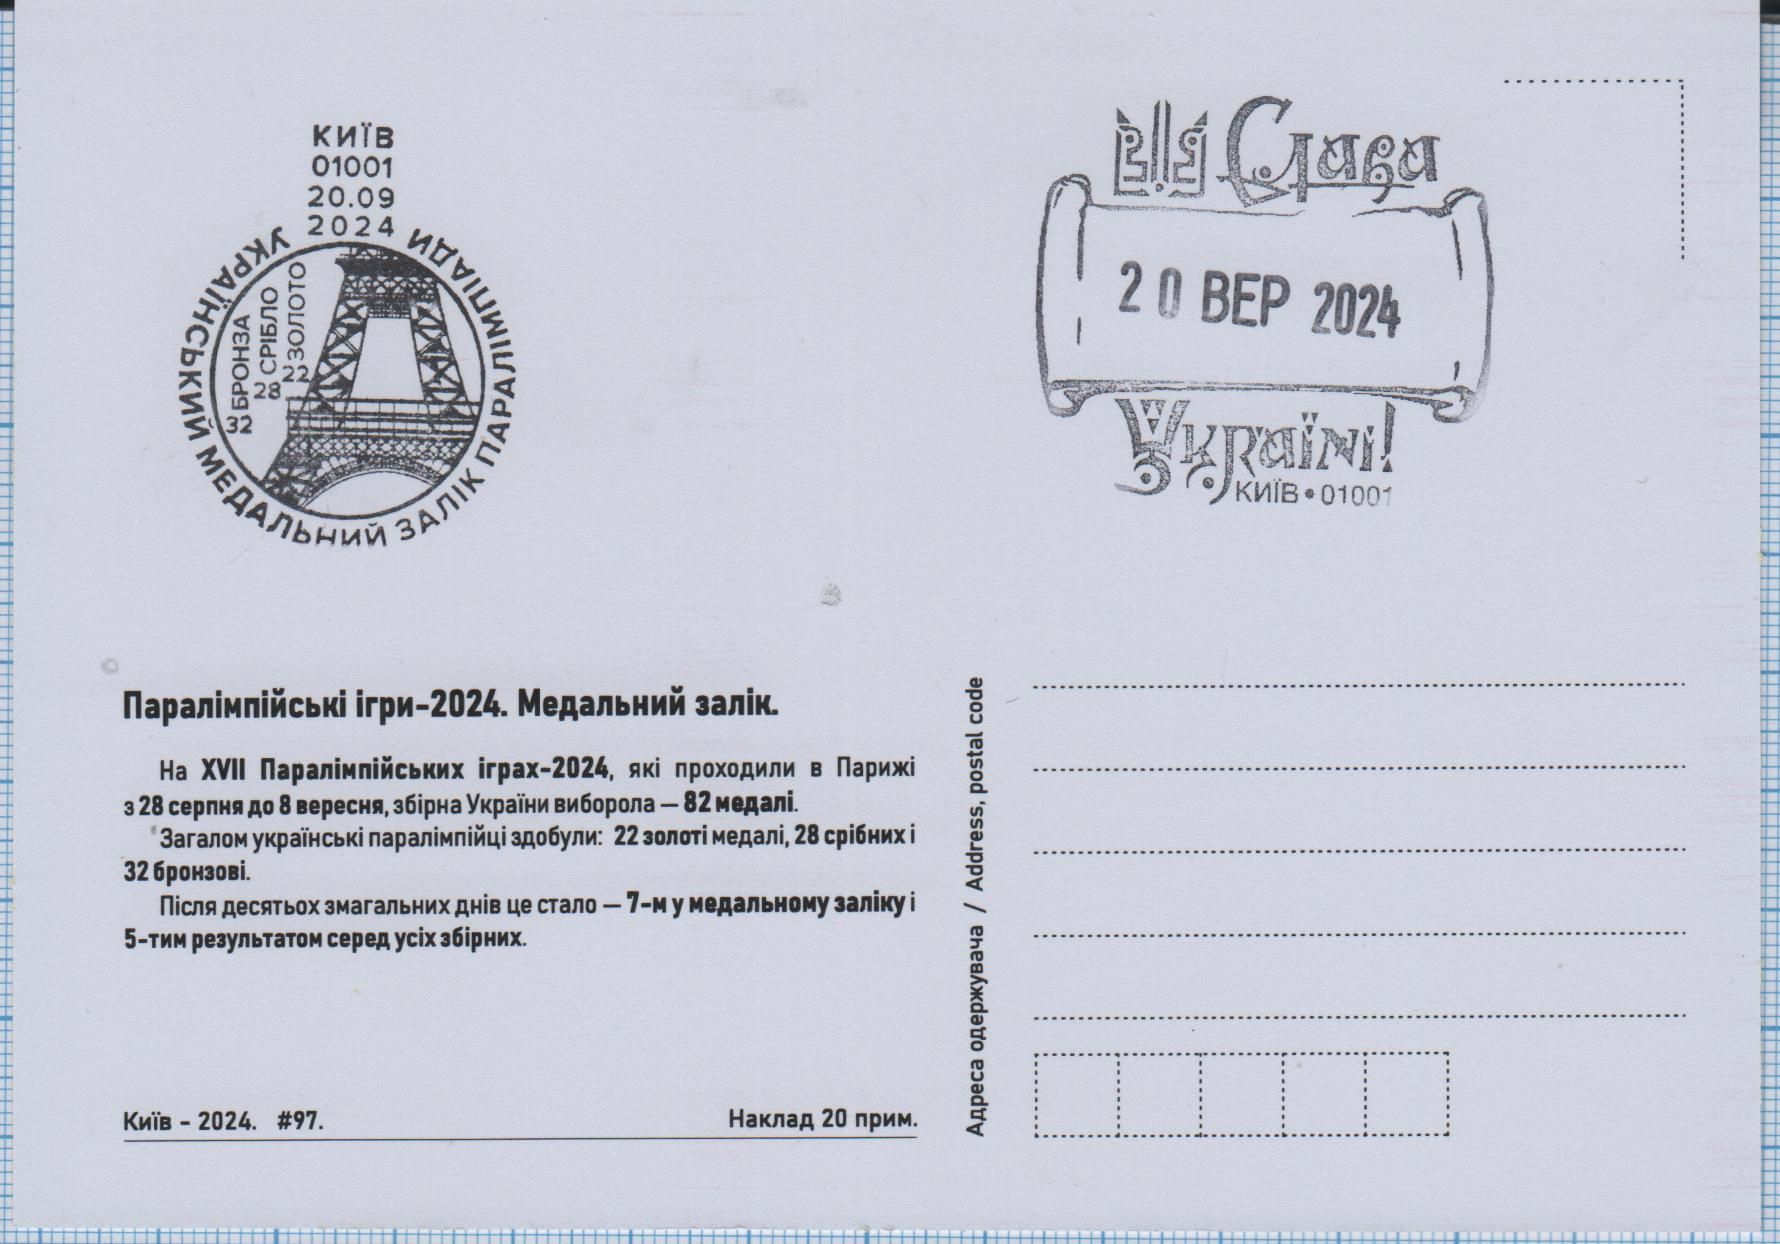 КИЇВ
01001
20.09
2024
УКРАЇНСЬКИЙ МЕДАЛЬНИЙ ЗАЛІК ПАРАЛІМПІАДИ
32 БРОНЗА
28 СРІБЛО
22 ЗОЛОТО
Слава
20 ВЕР 2024
Україні!
КИЇВ • 01001
Паралімпійські ігри-2024. Медальний залік.
На XVII Паралімпійських іграх-2024, які проходили в Парижі
з 28 серпня до 8 вересня, збірна України виборола — 82 медалі.
Загалом українські паралімпійці здобули: 22 золоті медалі, 28 срібних і
32 бронзові.
Після десятьох змагальних днів це стало — 7-м у медальному заліку і
5-тим результатом серед усіх збірних.
Київ - 2024. #97.
Наклад 20 прим.
Адреса одержувача / Address, postal code